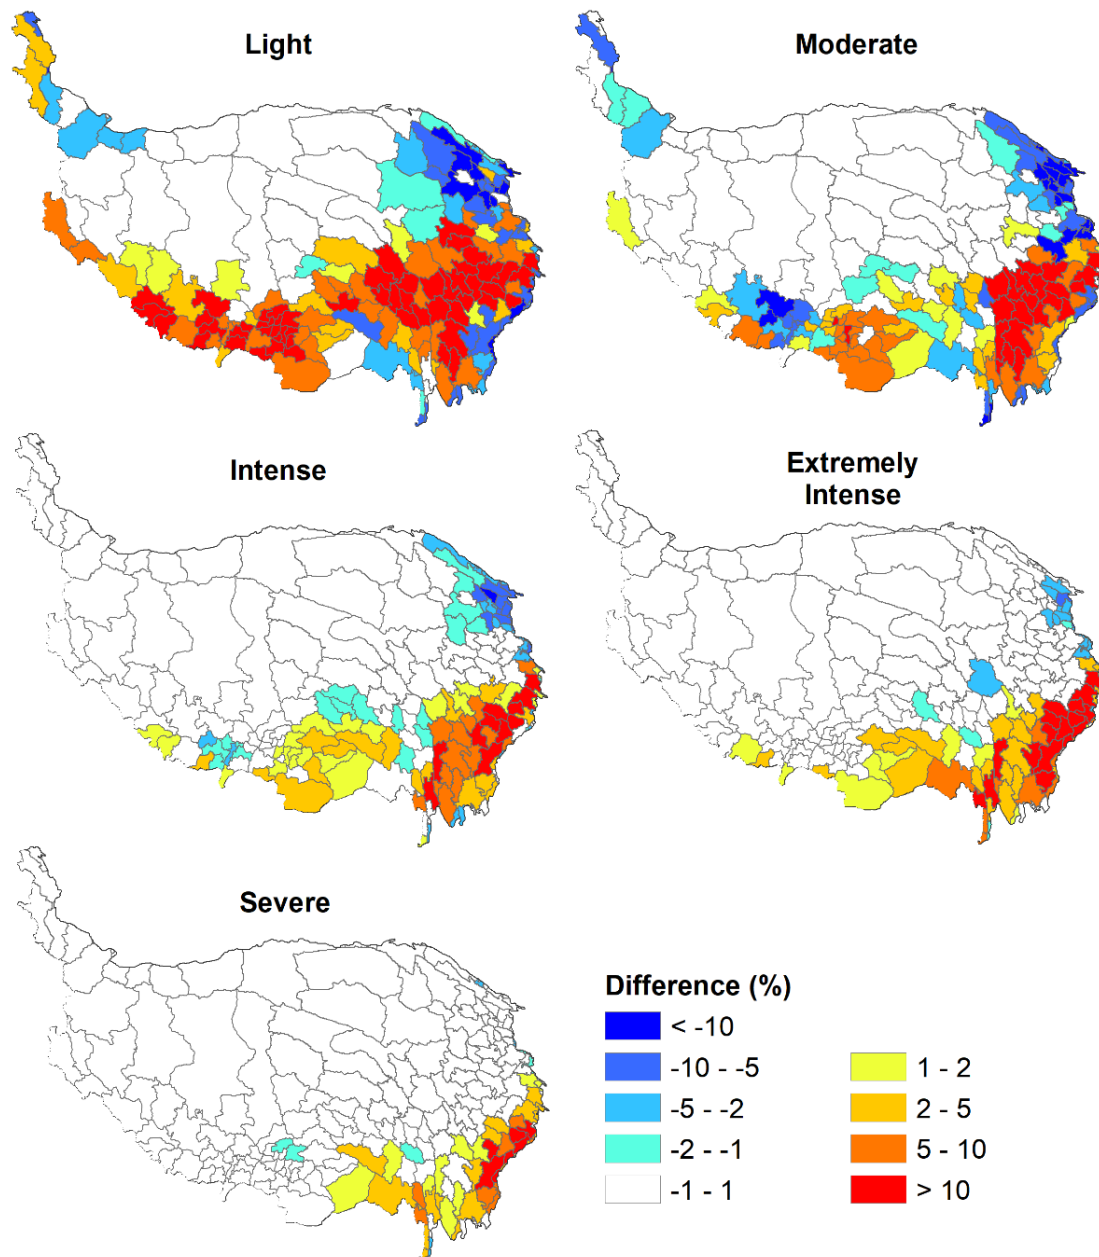 Light
Moderate
Intense
Extremely
Intense
Severe
Difference (%)
< -10
-10 - -5
1 - 2
-5 - -2
2 - 5
-2 - -1
5 - 10
-1 - 1
> 10